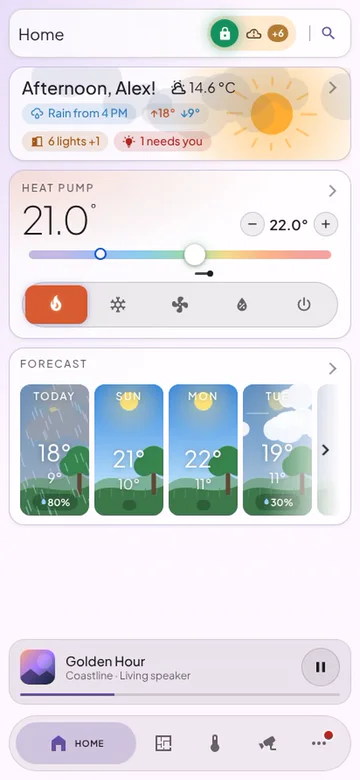 Home
+6
Afternoon, Alex!
14.6 °C
Rain from 4 PM
↑18° ↓9°
6 lights +1
1 needs you
HEAT PUMP
21.0°
− 22.0° +
FORECAST
TODAY
18°
9°
80%
SUN
21°
10°
MON
22°
11°
TUE
19°
11°
30%
Golden Hour
Coastline · Living speaker
HOME